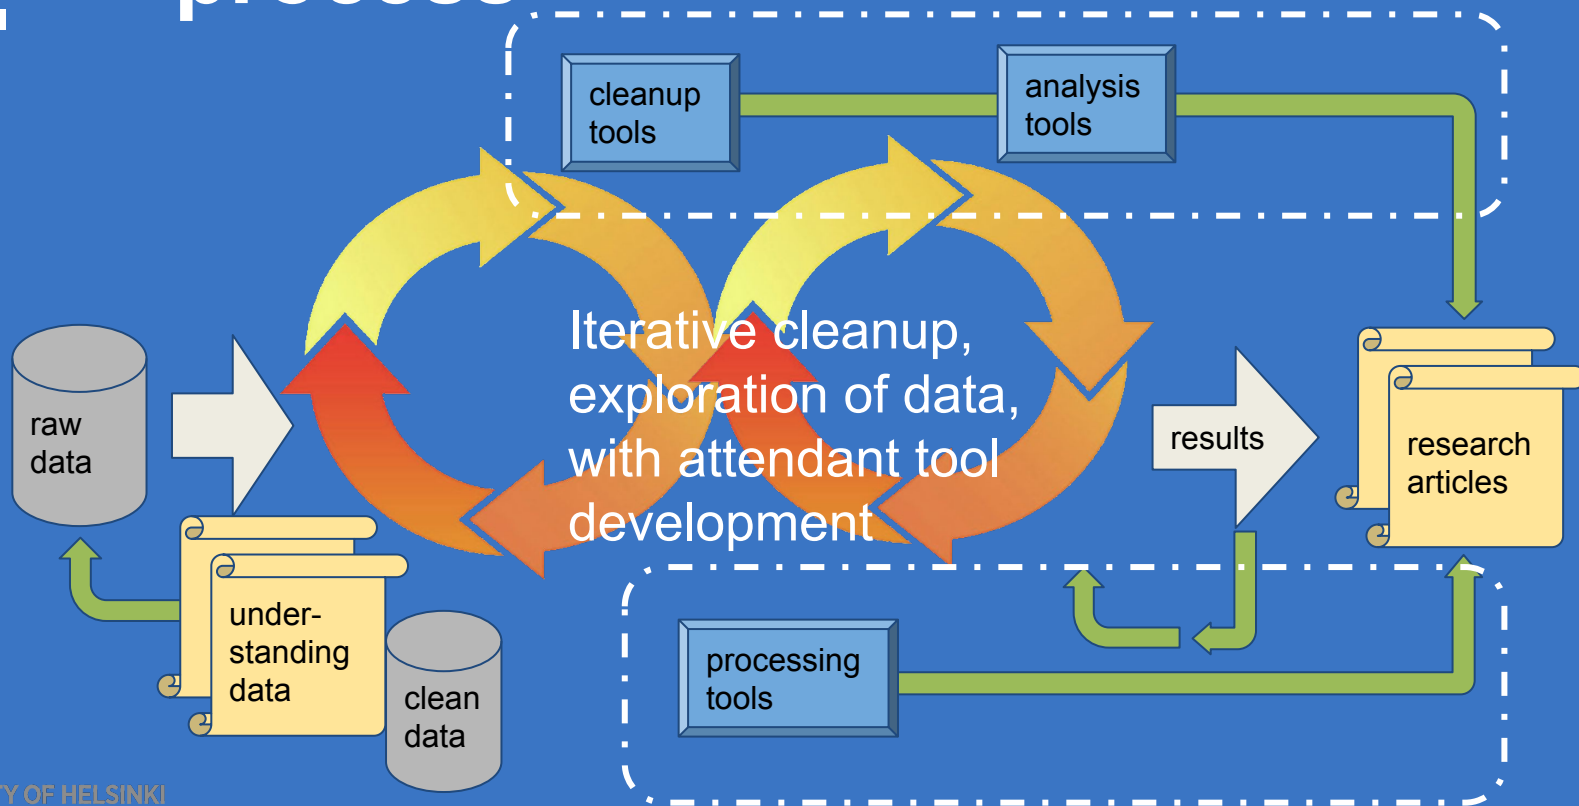 process
cleanup
tools
analysis
tools
Iterative cleanup,
exploration of data,
with attendant tool
development
raw
data
results
research
articles
under-
standing
data
clean
data
processing
tools
OF HELSINKI